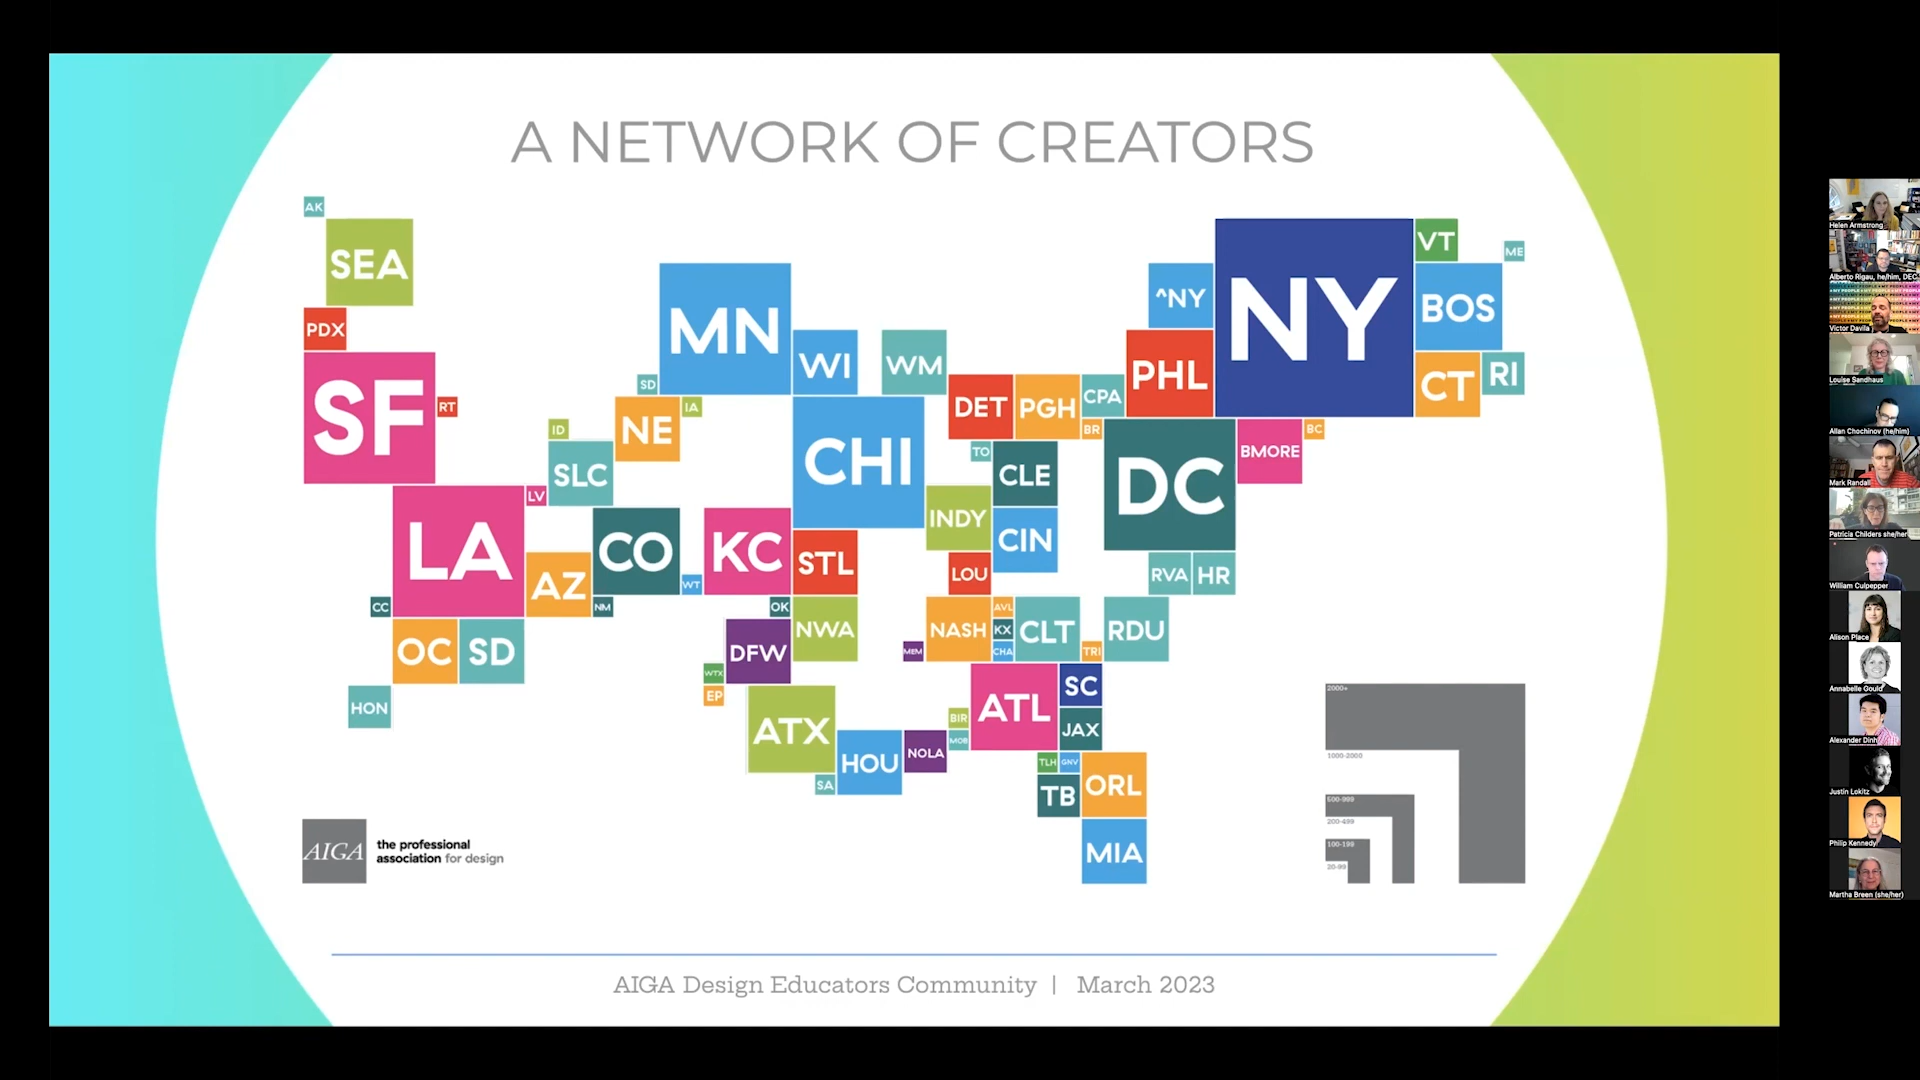 A NETWORK OF CREATORS
AK
SEA
PDX
SF
RT
LA
LV
CC
OC
SD
HON
AZ
ID
SLC
CO
NM
SD
NE
IA
MN
WI
WT
KC
CHI
STL
OK
NWA
DFW
WTX
EP
ATX
SA
HOU
NOLA
WM
DET
PGH
CPA
BR
TO
CLE
INDY
CIN
LOU
MEM
NASH
AVL
KX
CHA
CLT
TRI
RDU
BIR
MOB
ATL
SC
JAX
TLH
GNV
TB
ORL
MIA
^NY
PHL
NY
VT
ME
BOS
CT
RI
DC
BMORE
BC
RVA
HR
2000+
1000-2000
500-999
200-499
100-199
20-99
AIGA
the professional
association for design
AIGA Design Educators Community | March 2023
Helen Armstrong
Alberto Rigau, he/him, DEC
Victor Davila
Louise Sandhaus
Allan Chochinov (he/him)
Mark Randall
Patricia Childers she/her
William Culpepper
Alison Place
Annabelle Gould
Alexander Dinh
Justin Lokitz
Philip Kennedy
Martha Breen (she/her)